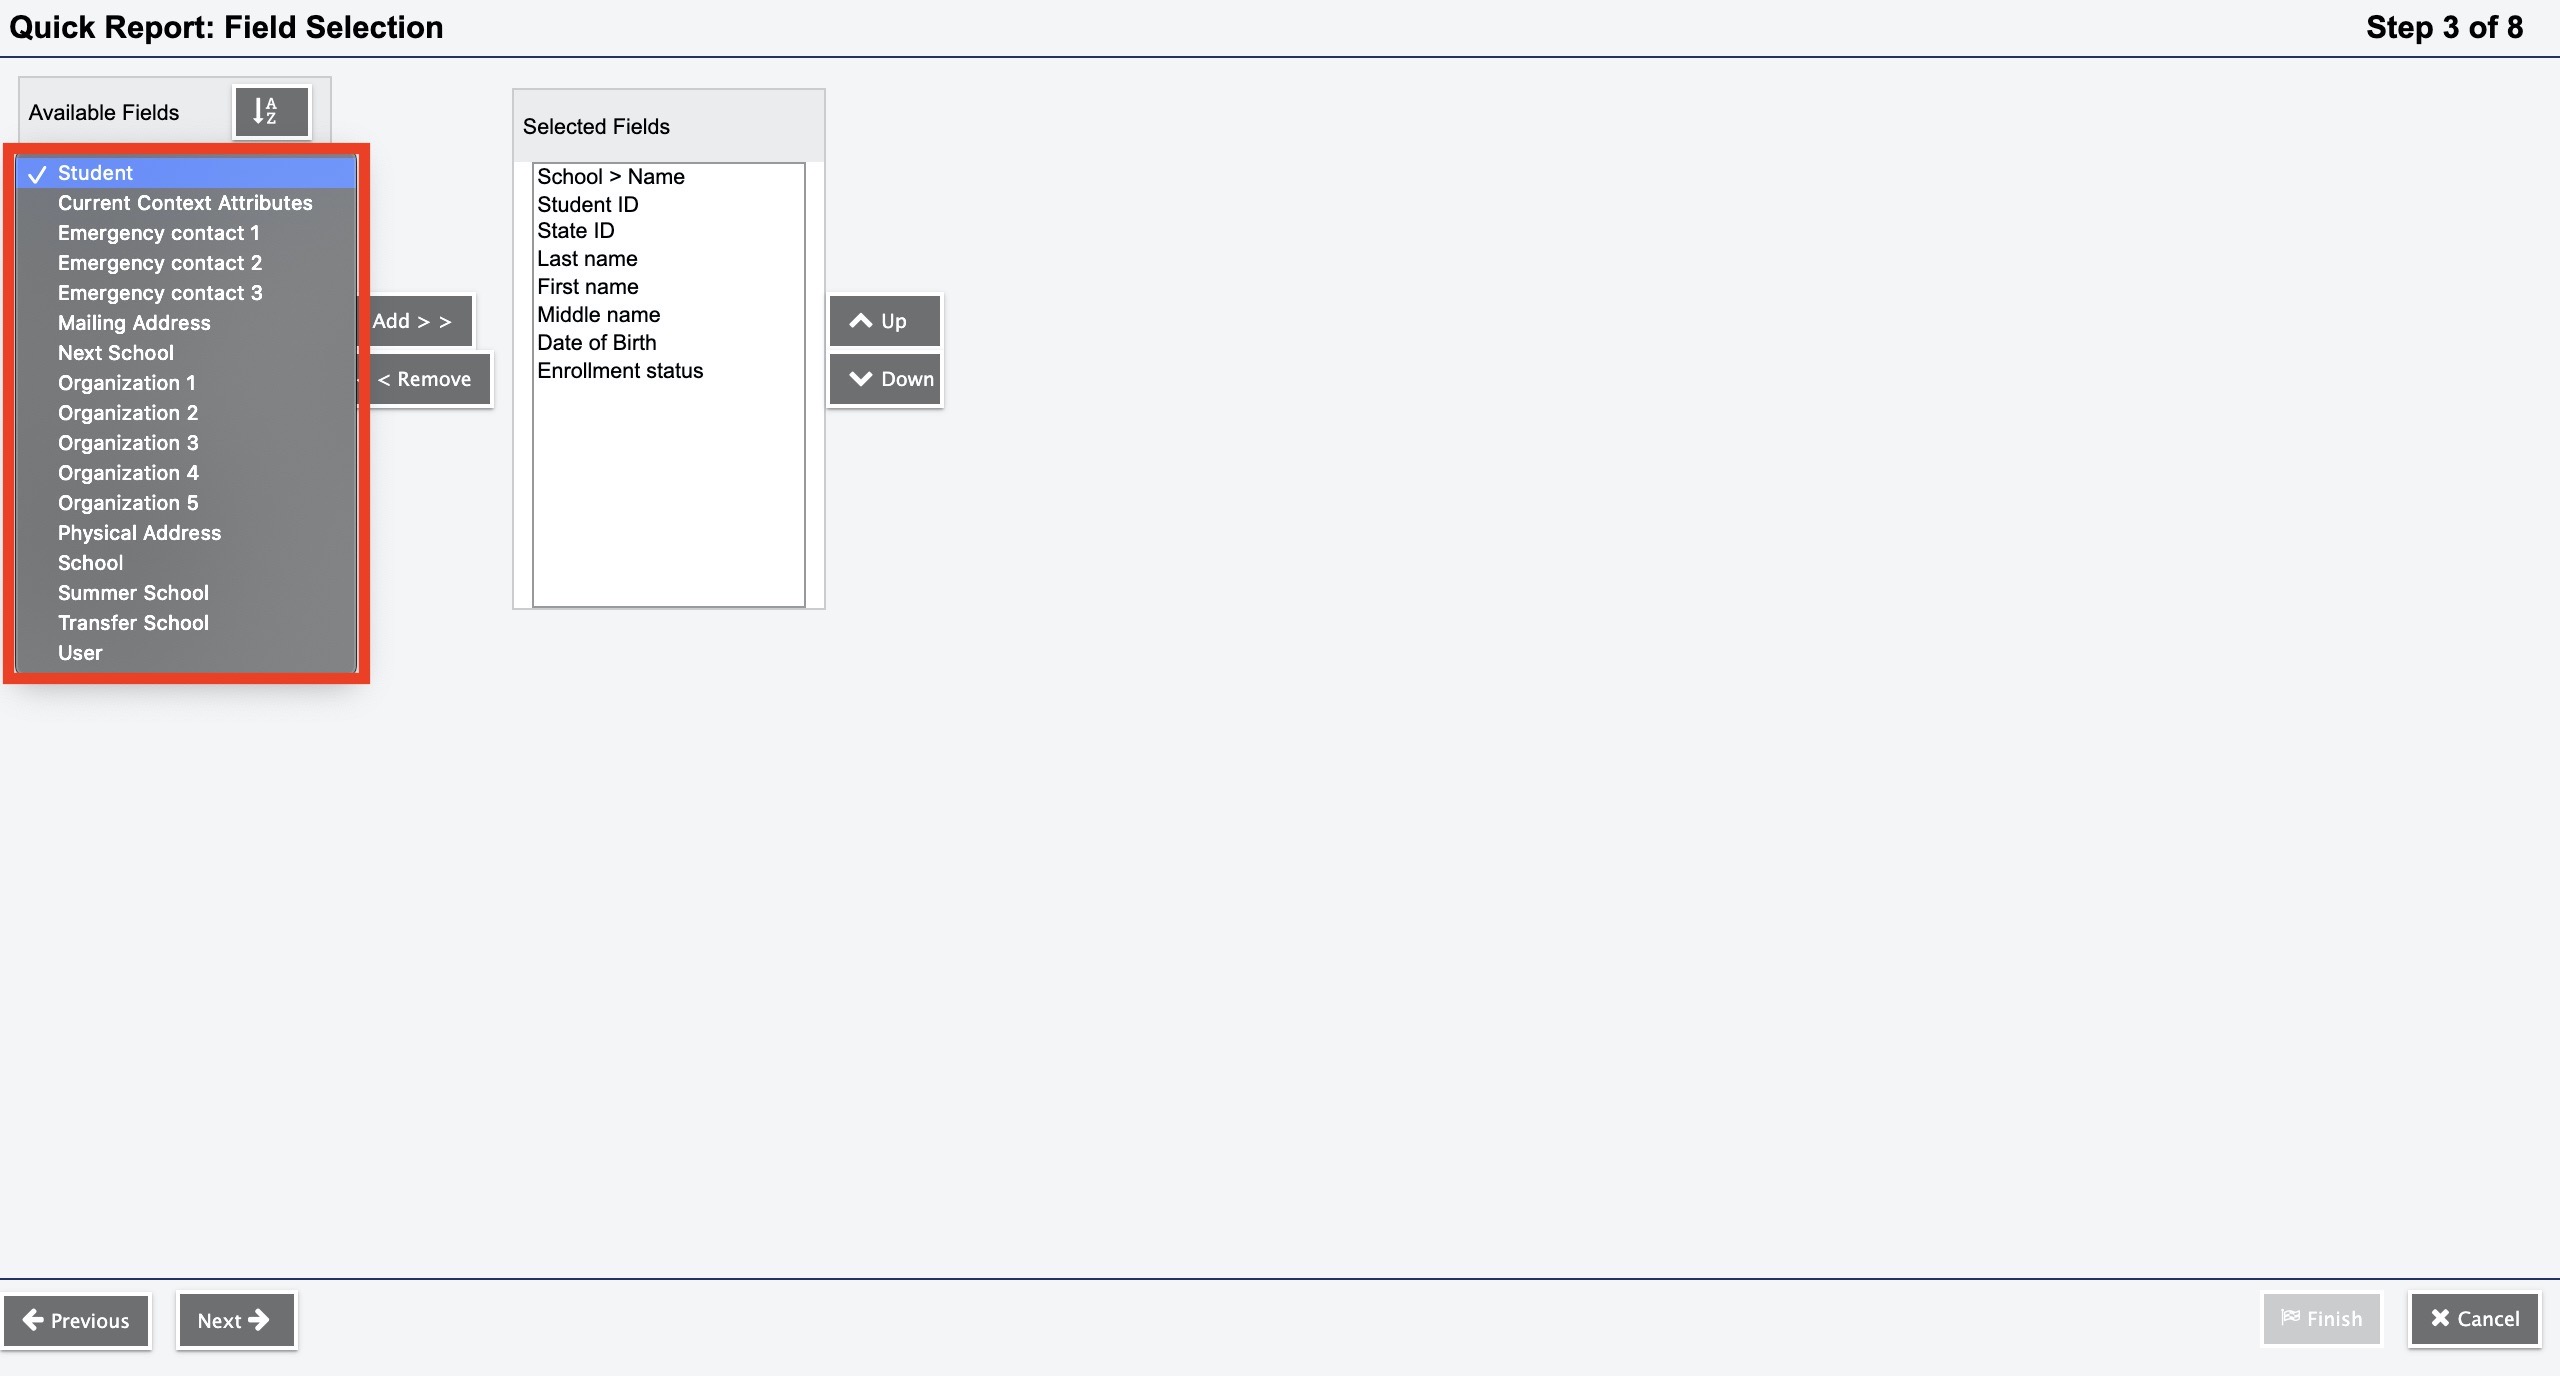 Quick Report: Field Selection
Step 3 of 8
Available Fields
A
Z
Student
Current Context Attributes
Emergency contact 1
Emergency contact 2
Emergency contact 3
Mailing Address
Next School
Organization 1
Organization 2
Organization 3
Organization 4
Organization 5
Physical Address
School
Summer School
Transfer School
User
Add > >
< Remove
Selected Fields
School > Name
Student ID
State ID
Last name
First name
Middle name
Date of Birth
Enrollment status
Up
Down
Previous
Next
Finish
Cancel